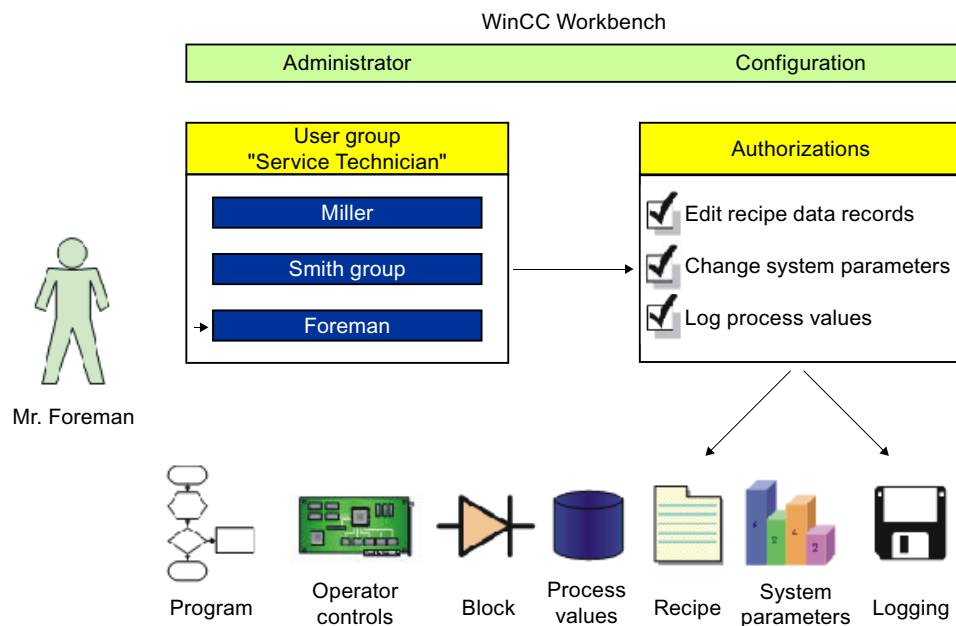 WinCC Workbench
Administrator
Configuration
User group
"Service Technician"
Authorizations
Miller
Smith group
Foreman
Edit recipe data records
Change system parameters
Log process values
Mr. Foreman
Program
Operator
controls
Block
Process
values
Recipe
System
parameters
Logging